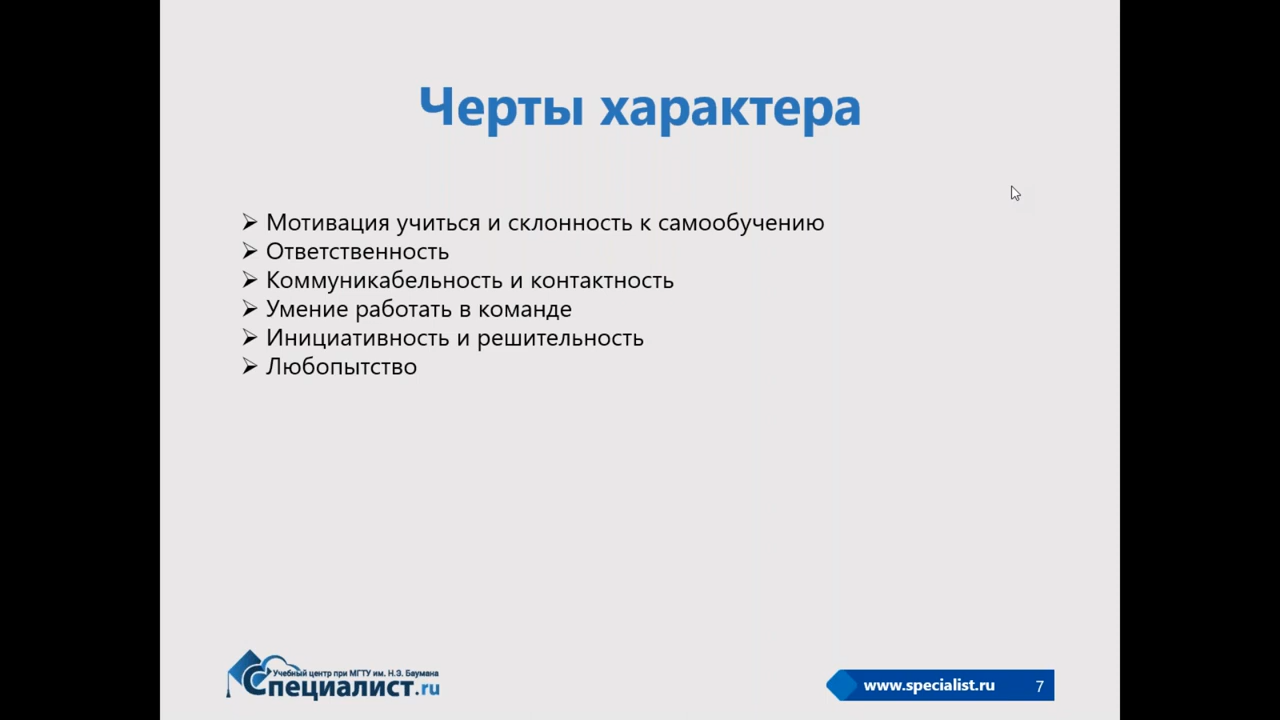 Черты характера
⮚ Мотивация учиться и склонность к самообучению
⮚ Ответственность
⮚ Коммуникабельность и контактность
⮚ Умение работать в команде
⮚ Инициативность и решительность
⮚ Любопытство
Учебный центр при МГТУ им. Н.Э. Баумана
Специалист.ru
www.specialist.ru 7